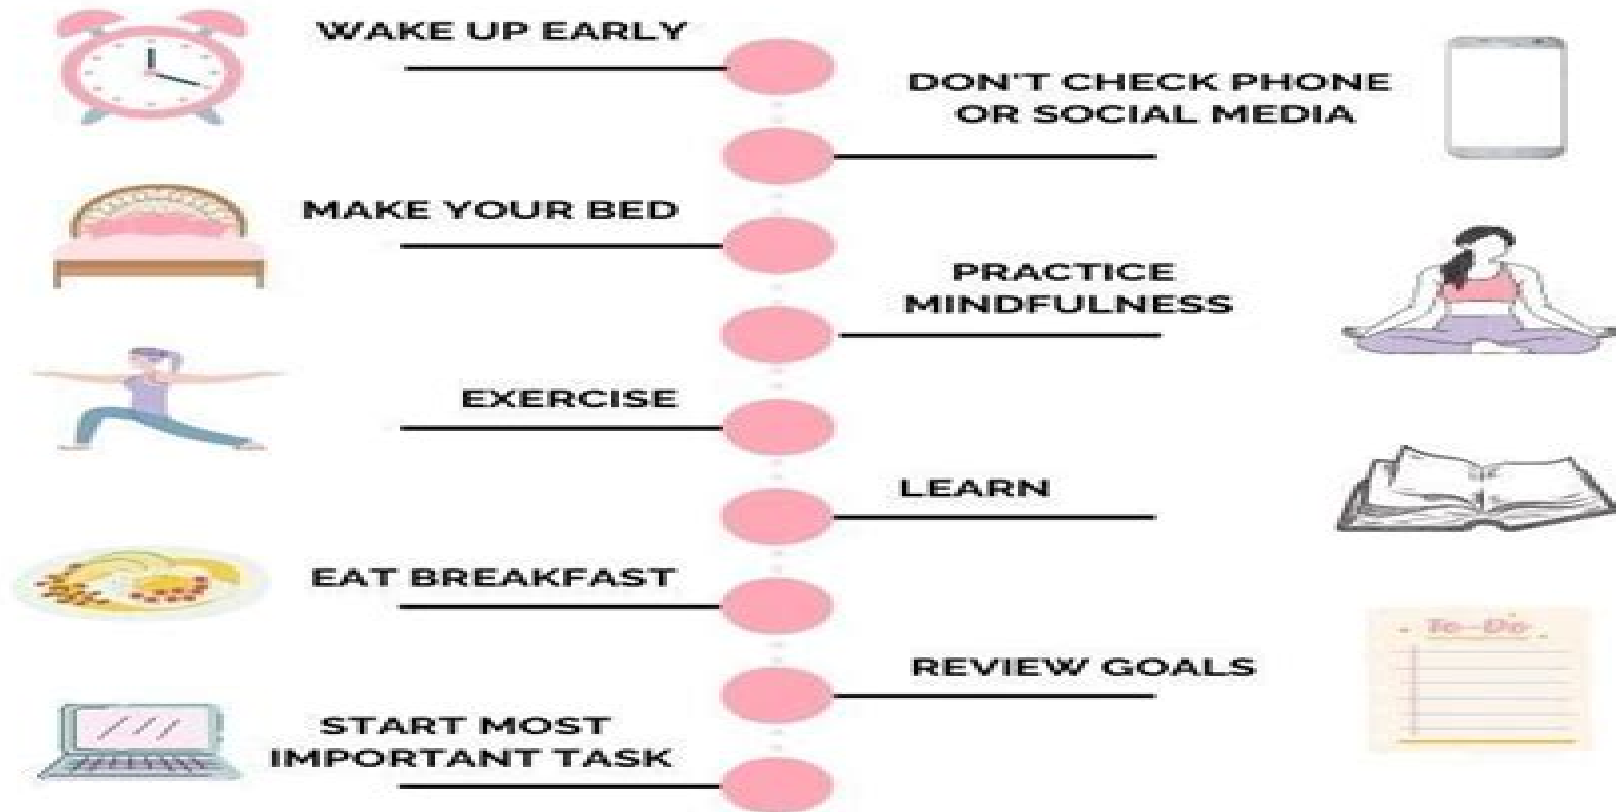 WAKE UP EARLY
DON'T CHECK PHONE
OR SOCIAL MEDIA
MAKE YOUR BED
PRACTICE
MINDFULNESS
EXERCISE
LEARN
EAT BREAKFAST
To-Do
REVIEW GOALS
START MOST
IMPORTANT TASK